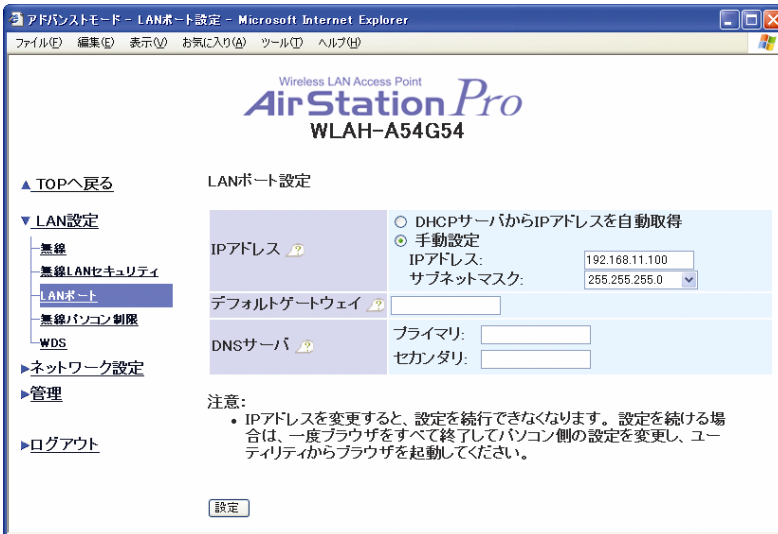 アドバンストモード - LANポート設定 - Microsoft Internet Explorer
ファイル(F) 編集(E) 表示(V) お気に入り(A) ツール(T) ヘルプ(H)
Wireless LAN Access Point
AirStation Pro
WLAH-A54G54
▲ TOPへ戻る
▼ LAN設定
無線
無線LANセキュリティ
LANポート
無線パソコン制限
WDS
▶ネットワーク設定
▶管理
▶ログアウト
LANポート設定
IPアドレス ?
DHCPサーバからIPアドレスを自動取得
手動設定
IPアドレス: 192.168.11.100
サブネットマスク: 255.255.255.0
デフォルトゲートウェイ ?
DNSサーバ ?
プライマリ:
セカンダリ:
注意:
• IPアドレスを変更すると、設定を続行できなくなります。設定を続ける場
合は、一度ブラウザをすべて終了してパソコン側の設定を変更し、ユー
ティリティからブラウザを起動してください。
設定